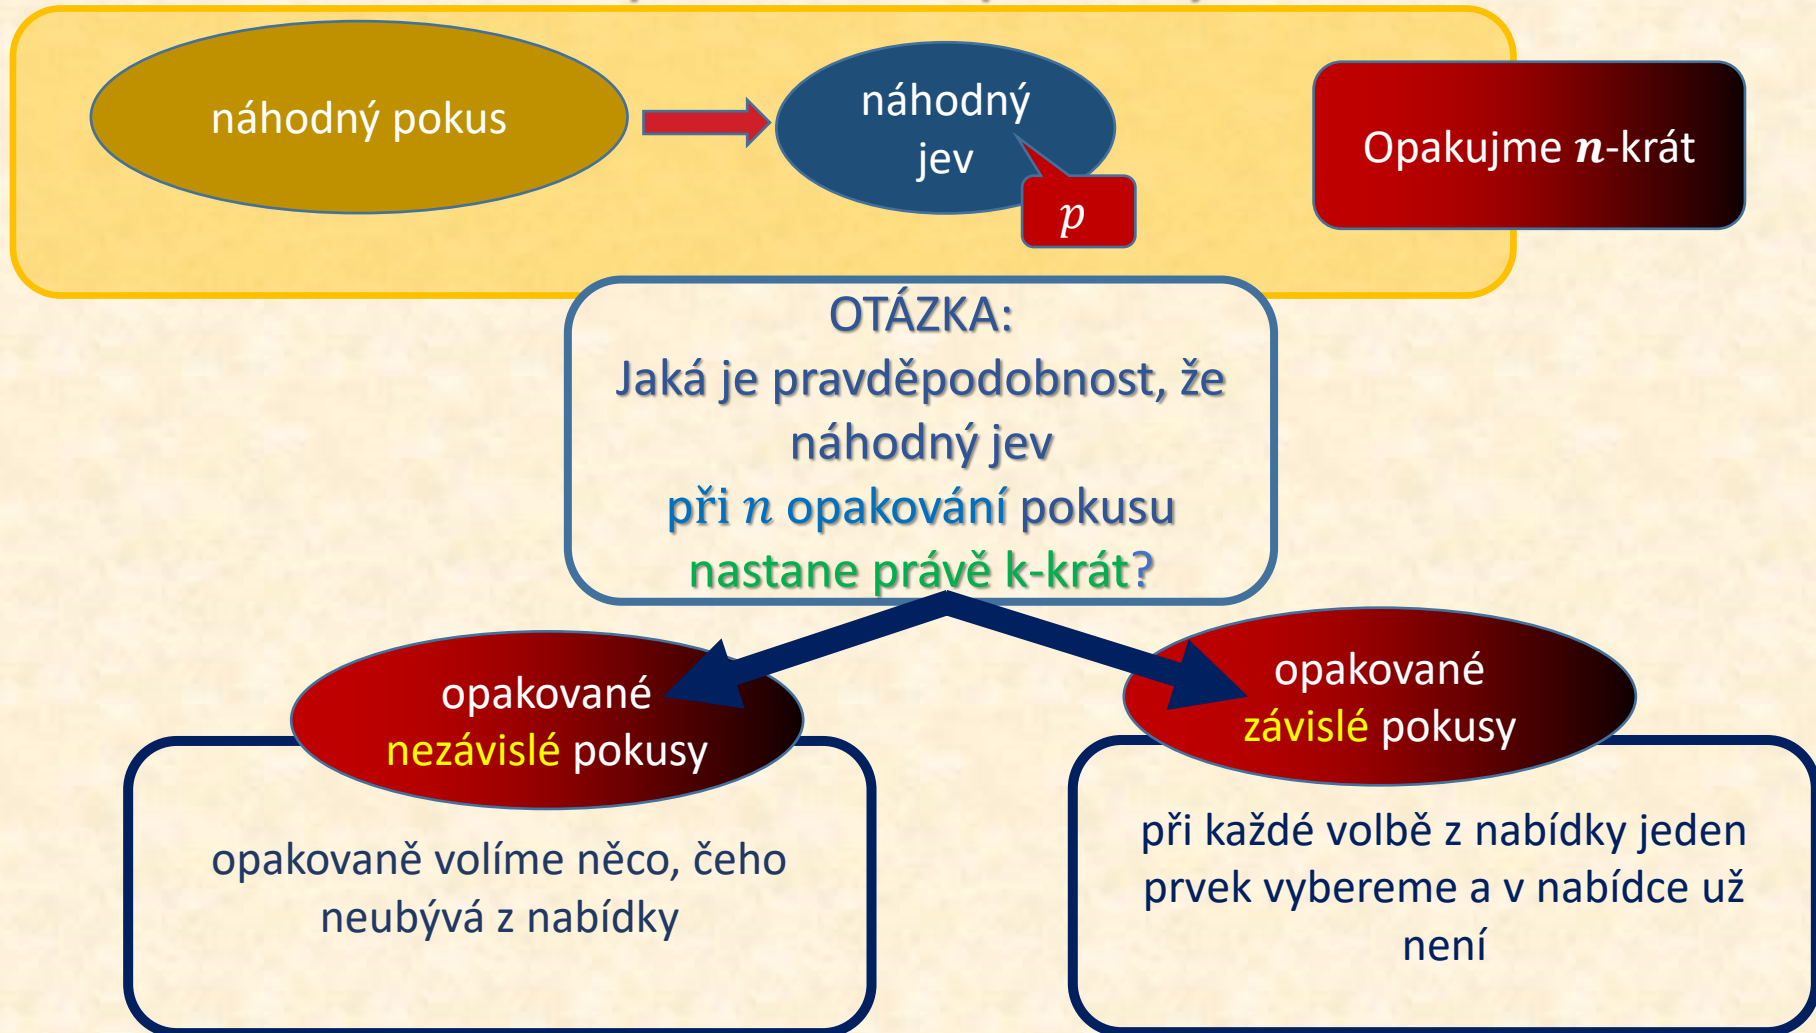 náhodný pokus
náhodný
jev
p
Opakujme n-krát
OTÁZKA:
Jaká je pravděpodobnost, že
náhodný jev
při n opakování pokusu
nastane právě k-krát?
opakované
nezávislé pokusy
opakovaně volíme něco, čeho
neubývá z nabídky
opakované
závislé pokusy
při každé volbě z nabídky jeden
prvek vybereme a v nabídce už
není